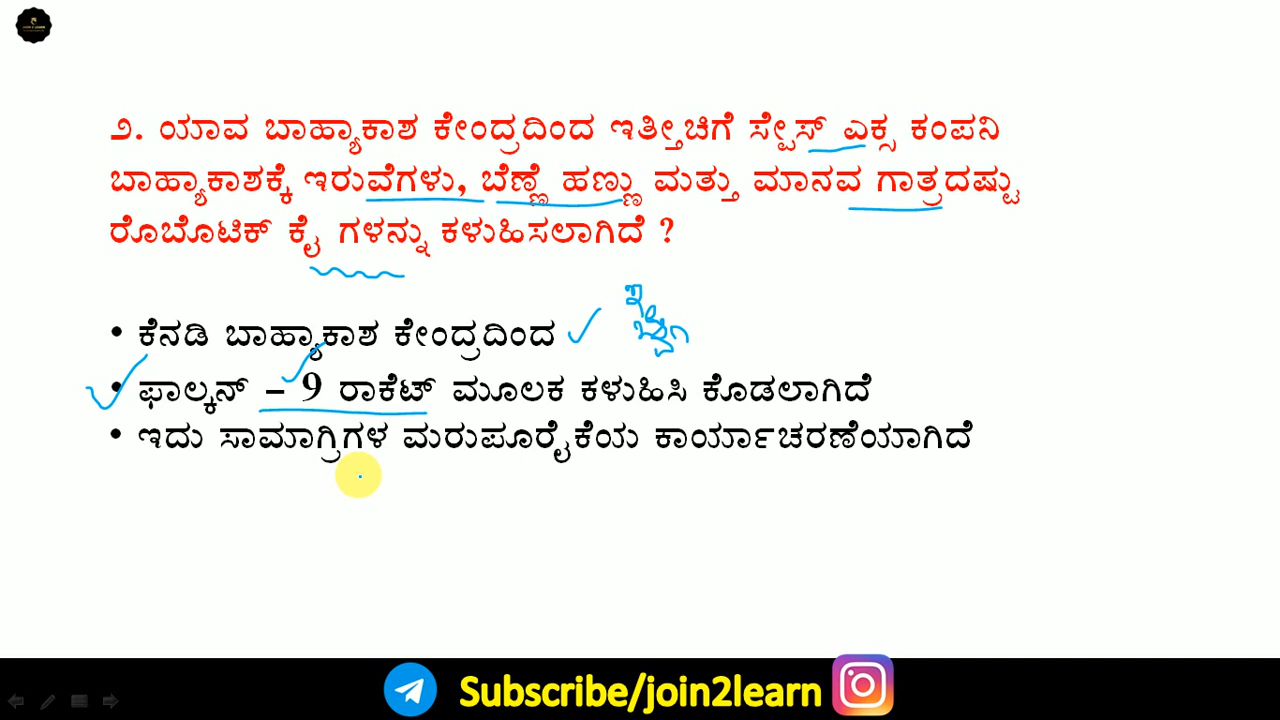 ೨. ಯಾವ ಬಾಹ್ಯಾಕಾಶ ಕೇಂದ್ರದಿಂದ ಇತ್ತೀಚಿಗೆ ಸ್ಪೇಸ್ ಎಕ್ಸ ಕಂಪನಿ
ಬಾಹ್ಯಾಕಾಶಕ್ಕೆ ಇರುವೆಗಳು, ಬೆಣ್ಣೆ ಹಣ್ಣು ಮತ್ತು ಮಾನವ ಗಾತ್ರದಷ್ಟು
ರೊಬೊಟಿಕ್ ಕೈ ಗಳನ್ನು ಕಳುಹಿಸಲಾಗಿದೆ ?
• ಕೆನಡಿ ಬಾಹ್ಯಾಕಾಶ ಕೇಂದ್ರದಿಂದ
• ಫಾಲ್ಕನ್ – 9 ರಾಕೆಟ್ ಮೂಲಕ ಕಳುಹಿಸಿ ಕೊಡಲಾಗಿದೆ
• ಇದು ಸಾಮಾಗ್ರಿಗಳ ಮರುಪೂರೈಕೆಯ ಕಾರ್ಯಾಚರಣೆಯಾಗಿದೆ
Subscribe/join2learn